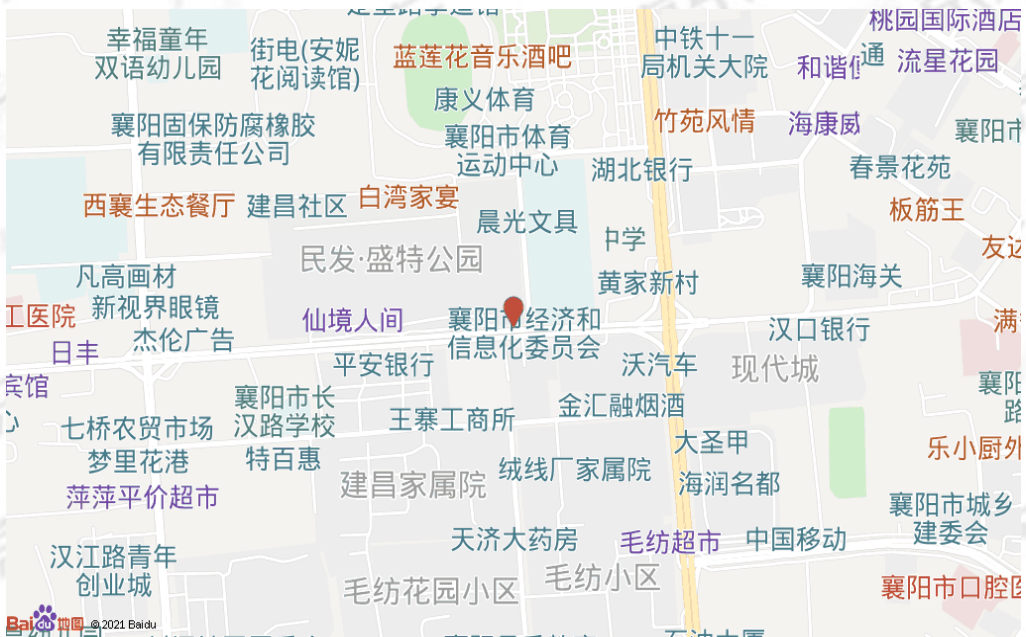 桃园国际酒店
幸福童年
双语幼儿园
街电(安妮
花阅读馆)
蓝莲花音乐酒吧
中铁十一
局机关大院
和谐
通
流星花园
康义体育
襄阳固保防腐橡胶
有限责任公司
襄阳市体育
运动中心
竹苑风情
海康威
襄阳市
湖北银行
春景花苑
西襄生态餐厅
建昌社区
白湾家宴
晨光文具
板筋王
中学
友达
民发·盛特公园
凡高画材
黄家新村
襄阳海关
工医院
新视界眼镜
仙境人间
襄阳市经济和
信息化委员会
汉口银行
满
日丰
杰伦广告
平安银行
沃汽车
现代城
宾馆
襄阳市长
汉路学校
襄阳
路
心
七桥农贸市场
王寨工商所
金汇融烟酒
梦里花港
特百惠
大圣甲
乐小厨外
建昌家属院
绒线厂家属院
海润名都
萍萍平价超市
襄阳市城乡
建委会
天济大药房
毛纺超市
中国移动
汉江路青年
创业城
毛纺花园小区
毛纺小区
襄阳市口腔医
Bai du 地图 © 2021 Baidu